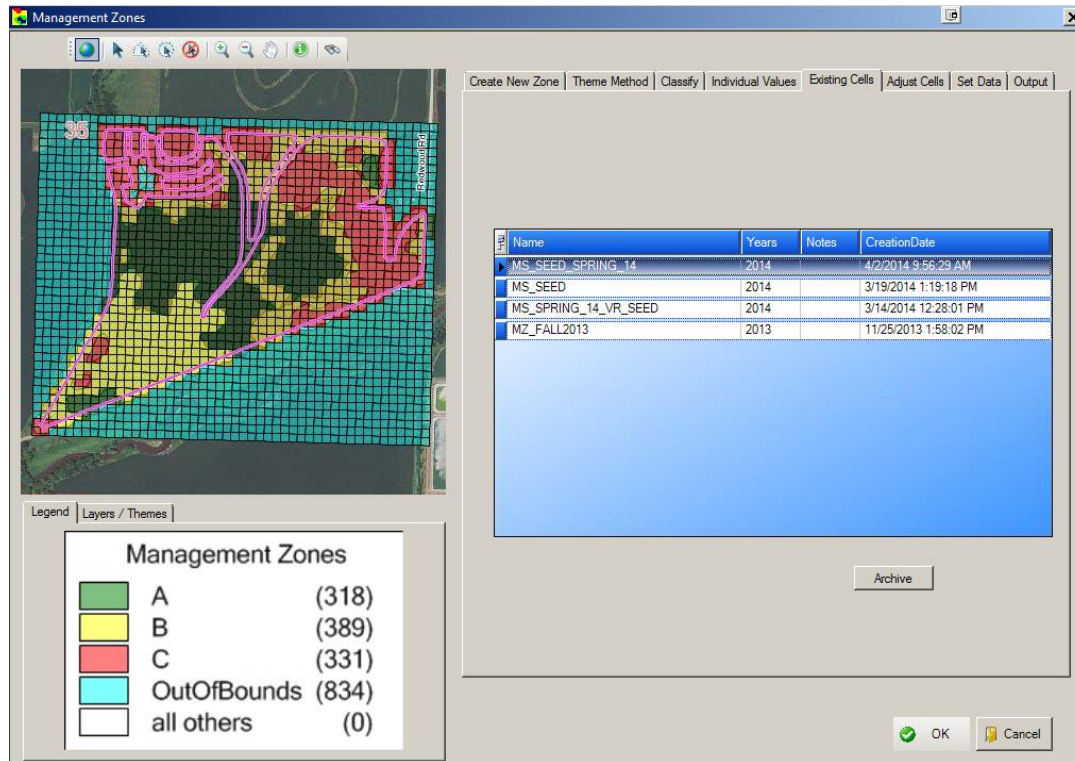 Management Zones
Create New Zone Theme Method Classify Individual Values Existing Cells Adjust Cells Set Data Output
35
Redwood Rd
Name Years Notes CreationDate
MS_SEED_SPRING_14 2014 4/2/2014 9:56:29 AM
MS_SEED 2014 3/19/2014 1:19:18 PM
MS_SPRING_14_VR_SEED 2014 3/14/2014 12:28:01 PM
MZ_FALL2013 2013 11/25/2013 1:58:02 PM
Archive
Legend Layers / Themes
Management Zones
A (318)
B (389)
C (331)
OutOfBounds (834)
all others (0)
OK Cancel